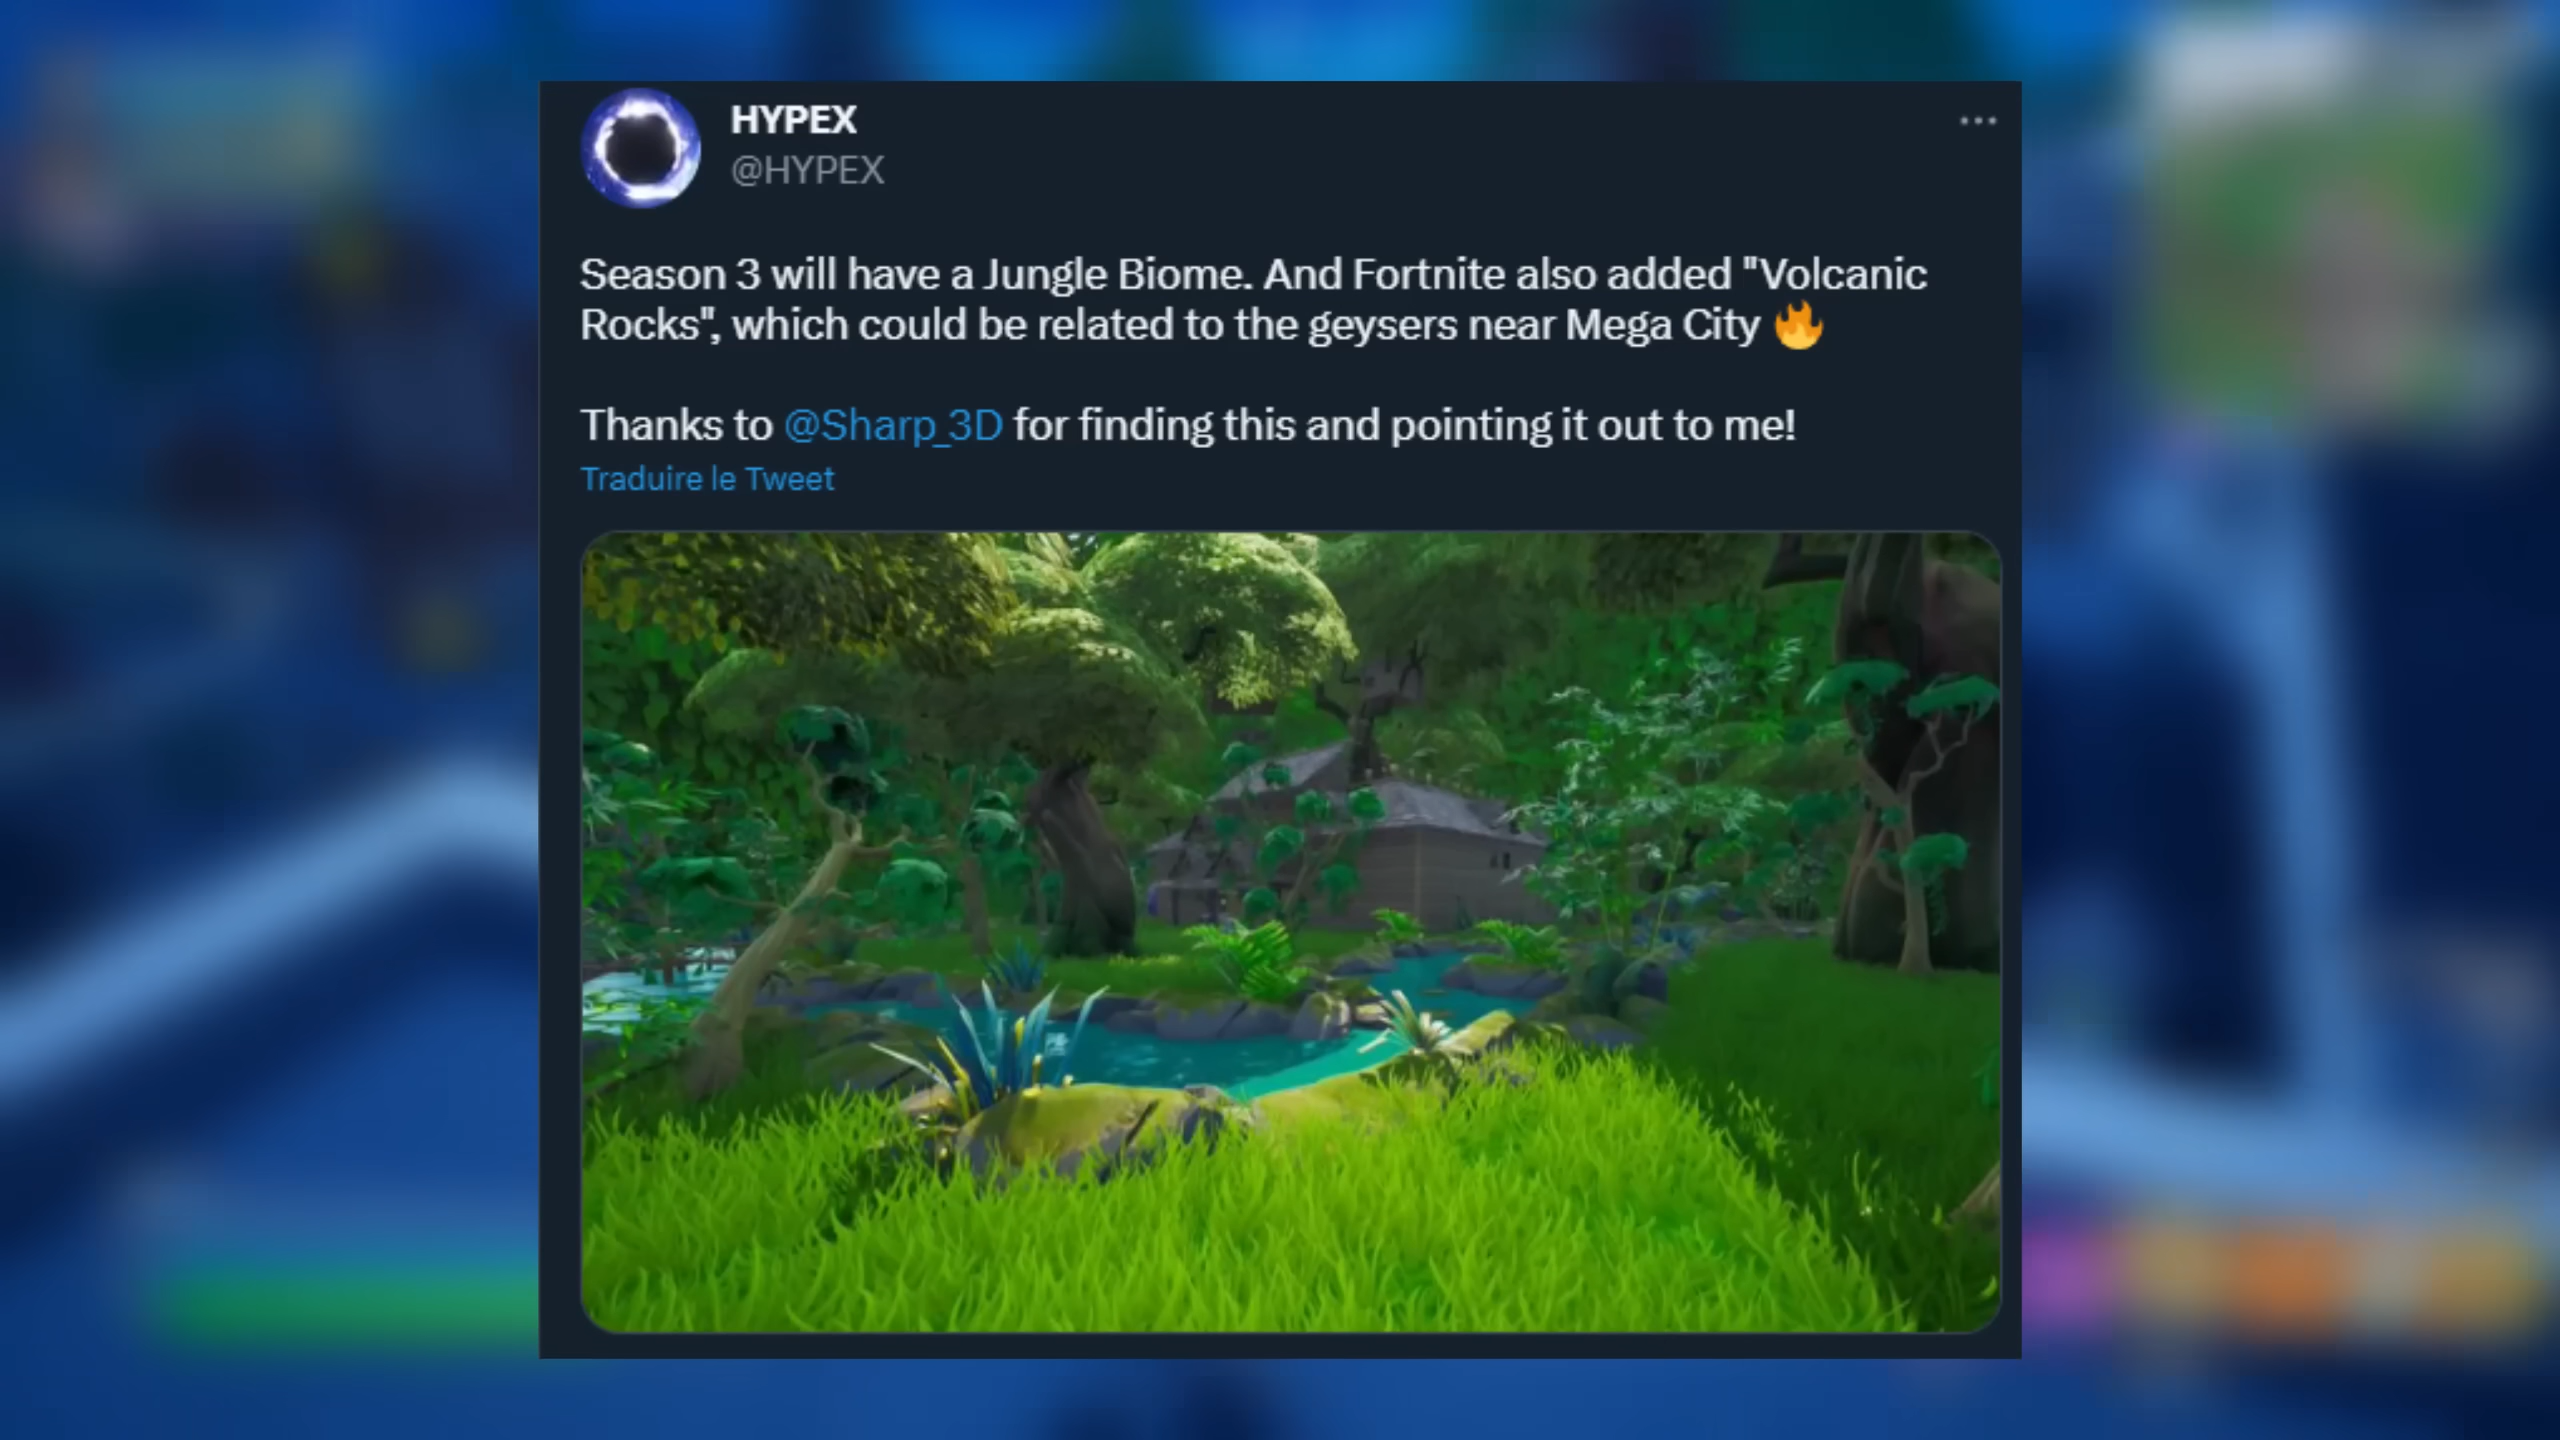 HYPEX
@HYPEX
Season 3 will have a Jungle Biome. And Fortnite also added "Volcanic
Rocks", which could be related to the geysers near Mega City 🔥
Thanks to @Sharp_3D for finding this and pointing it out to me!
Traduire le Tweet